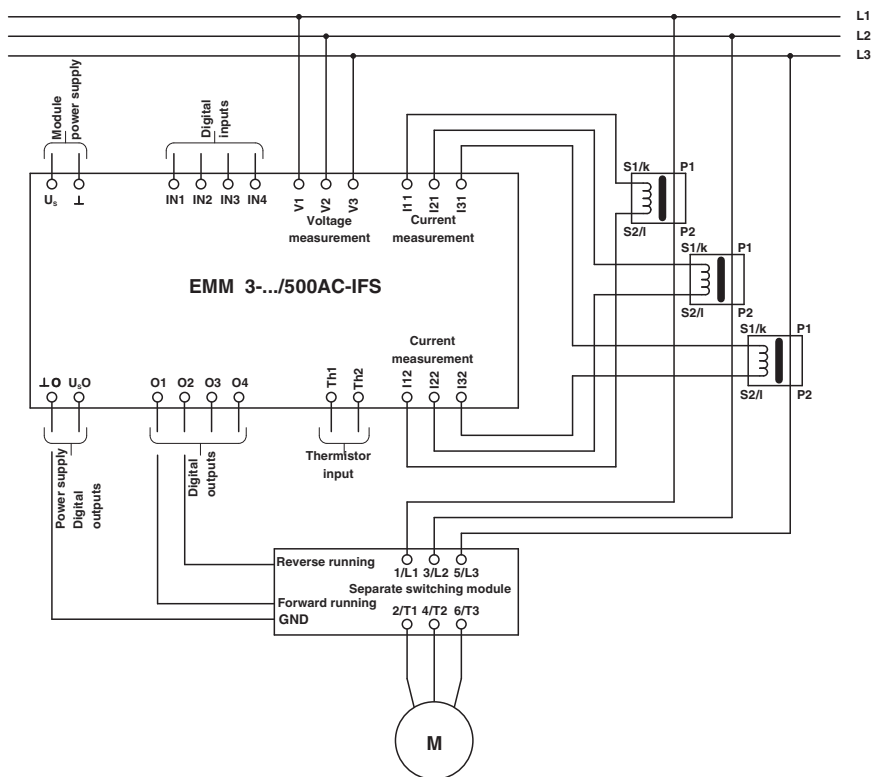 L1
L2
L3
Module
power supply
Digital
inputs
Us
⊥
IN1 IN2 IN3 IN4
V1
V2
V3
Voltage
measurement
I11
I21
I31
Current
measurement
S1/k P1
S2/l P2
S1/k P1
S2/l P2
S1/k P1
S2/l P2
EMM 3-.../500AC-IFS
⊥O UsO
O1 O2 O3 O4
Th1
Th2
Current
measurement
I12
I22
I32
Power supply
Digital
outputs
Digital
outputs
Thermistor
input
Reverse running
1/L1 3/L2 5/L3
Separate switching module
Forward running
2/T1 4/T2 6/T3
GND
M